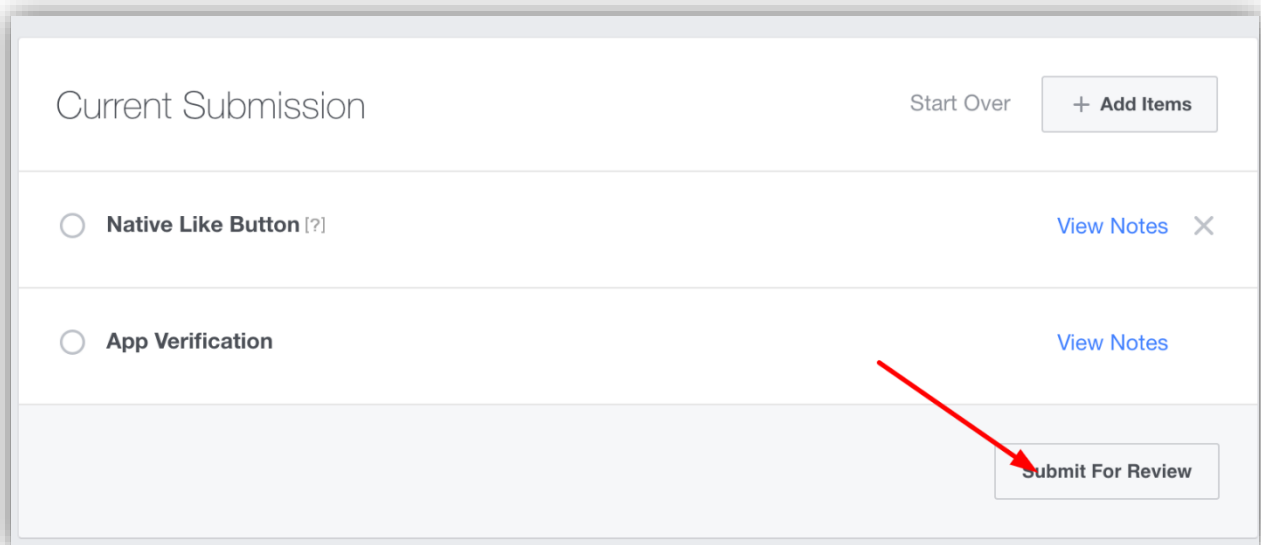 Current Submission
Start Over
+ Add Items
Native Like Button [?]
View Notes
App Verification
View Notes
Submit For Review